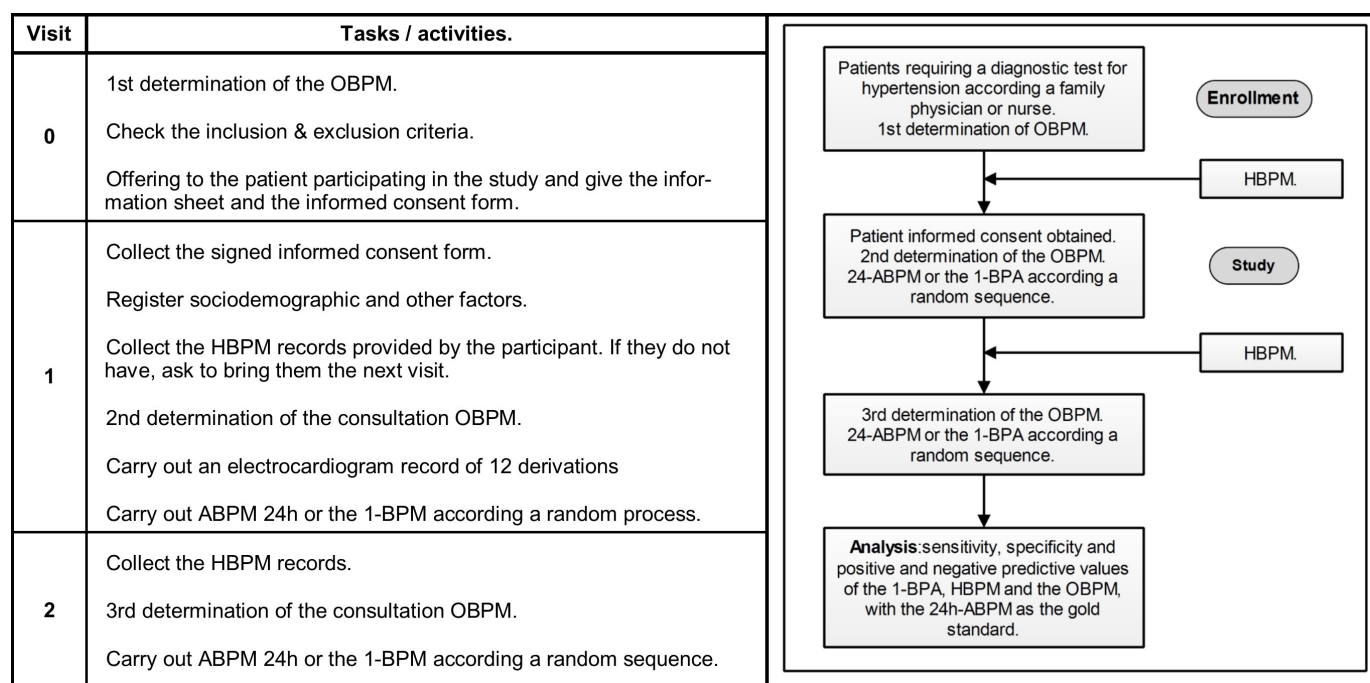 Visit
Tasks / activities.
0
1st determination of the OBPM.
Check the inclusion & exclusion criteria.
Offering to the patient participating in the study and give the infor-
mation sheet and the informed consent form.
1
Collect the signed informed consent form.
Register sociodemographic and other factors.
Collect the HBPM records provided by the participant. If they do not
have, ask to bring them the next visit.
2nd determination of the consultation OBPM.
Carry out an electrocardiogram record of 12 derivations
Carry out ABPM 24h or the 1-BPM according a random process.
2
Collect the HBPM records.
3rd determination of the consultation OBPM.
Carry out ABPM 24h or the 1-BPM according a random sequence.
Patients requiring a diagnostic test for
hypertension according a family
physician or nurse.
1st determination of OBPM.
Enrollment
HBPM.
Patient informed consent obtained.
2nd determination of the OBPM.
24-ABPM or the 1-BPA according a
random sequence.
Study
HBPM.
3rd determination of the OBPM.
24-ABPM or the 1-BPA according a
random sequence.
Analysis:sensitivity, specificity and
positive and negative predictive values
of the 1-BPA, HBPM and the OBPM,
with the 24h-ABPM as the gold
standard.